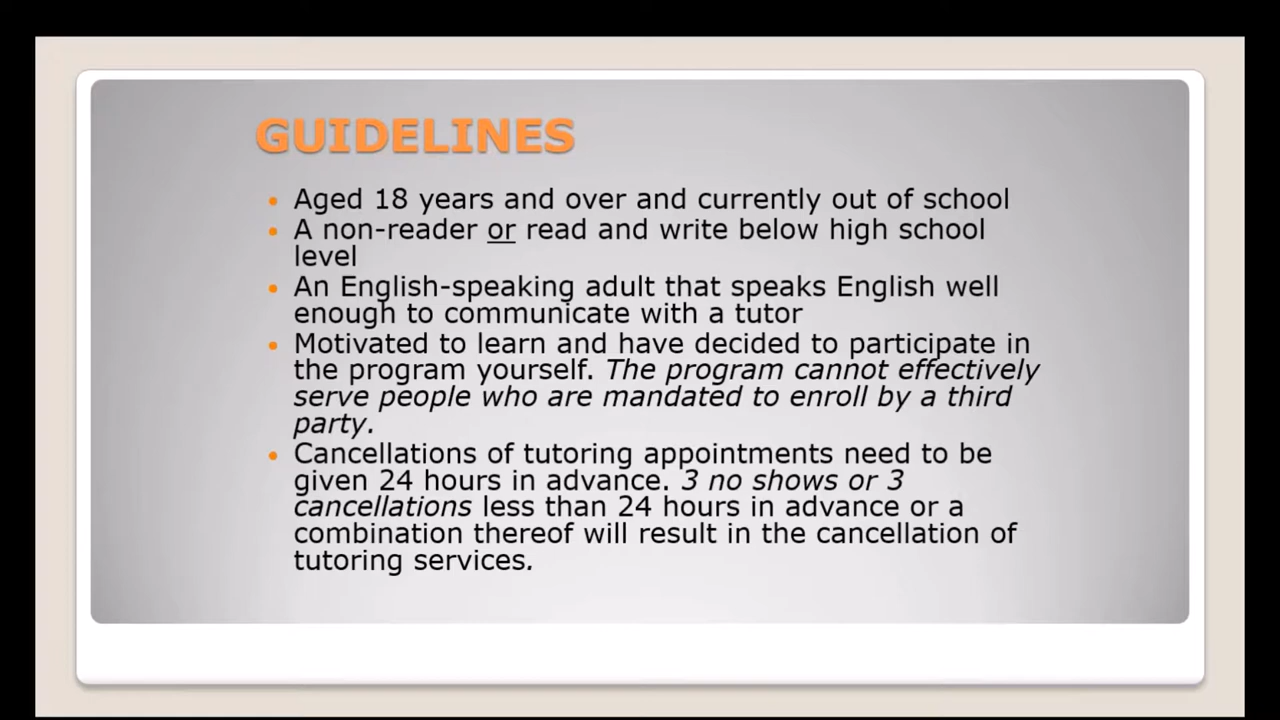 GUIDELINES
• Aged 18 years and over and currently out of school
• A non-reader or read and write below high school
level
• An English-speaking adult that speaks English well
enough to communicate with a tutor
• Motivated to learn and have decided to participate in
the program yourself. The program cannot effectively
serve people who are mandated to enroll by a third
party.
• Cancellations of tutoring appointments need to be
given 24 hours in advance. 3 no shows or 3
cancellations less than 24 hours in advance or a
combination thereof will result in the cancellation of
tutoring services.